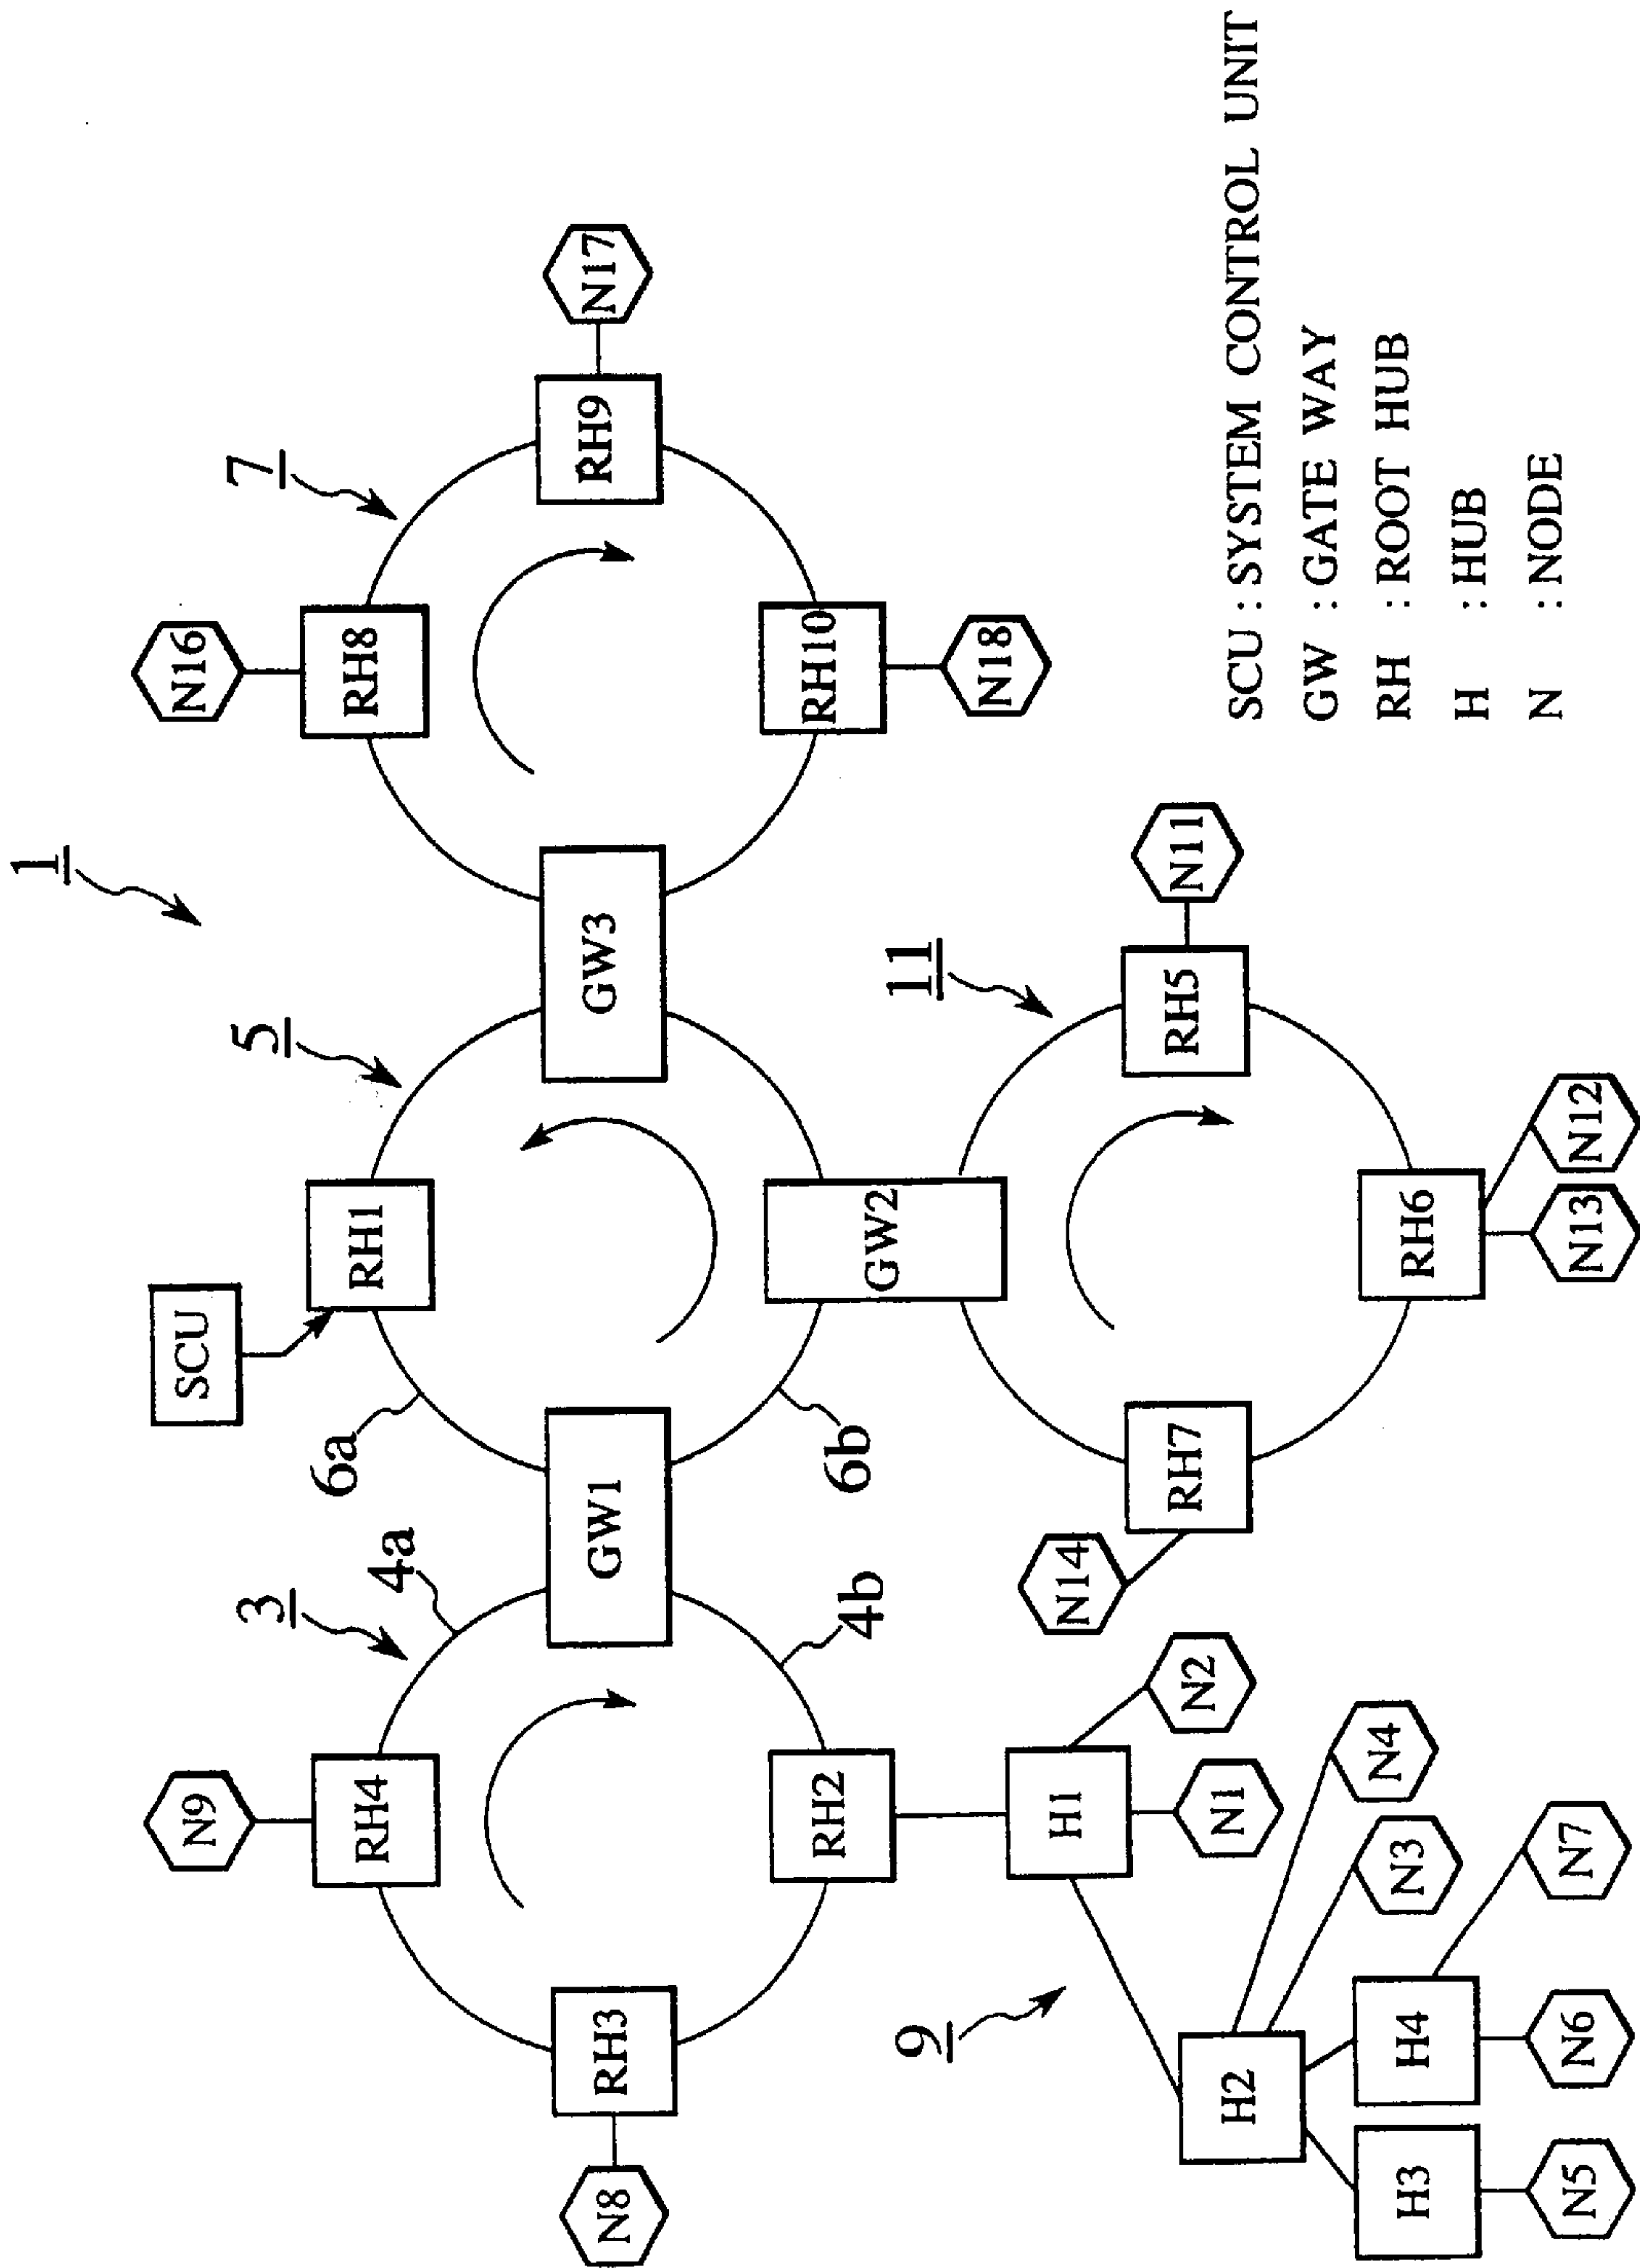 1
3
5
7
N9
SCU
N16
RH4
4a
6a
RH1
RH8
N8
RH3
GW1
GW3
RH9
N17
RH2
4b
6b
GW2
RH10
N18
9
11
H1
N2
N14
RH7
RH5
N11
N1
H2
N4
N3
H3
H4
N7
RH6
N5
N6
N13
N12
SCU : SYSTEM CONTROL UNIT
GW : GATE WAY
RH : ROOT HUB
H : HUB
N : NODE